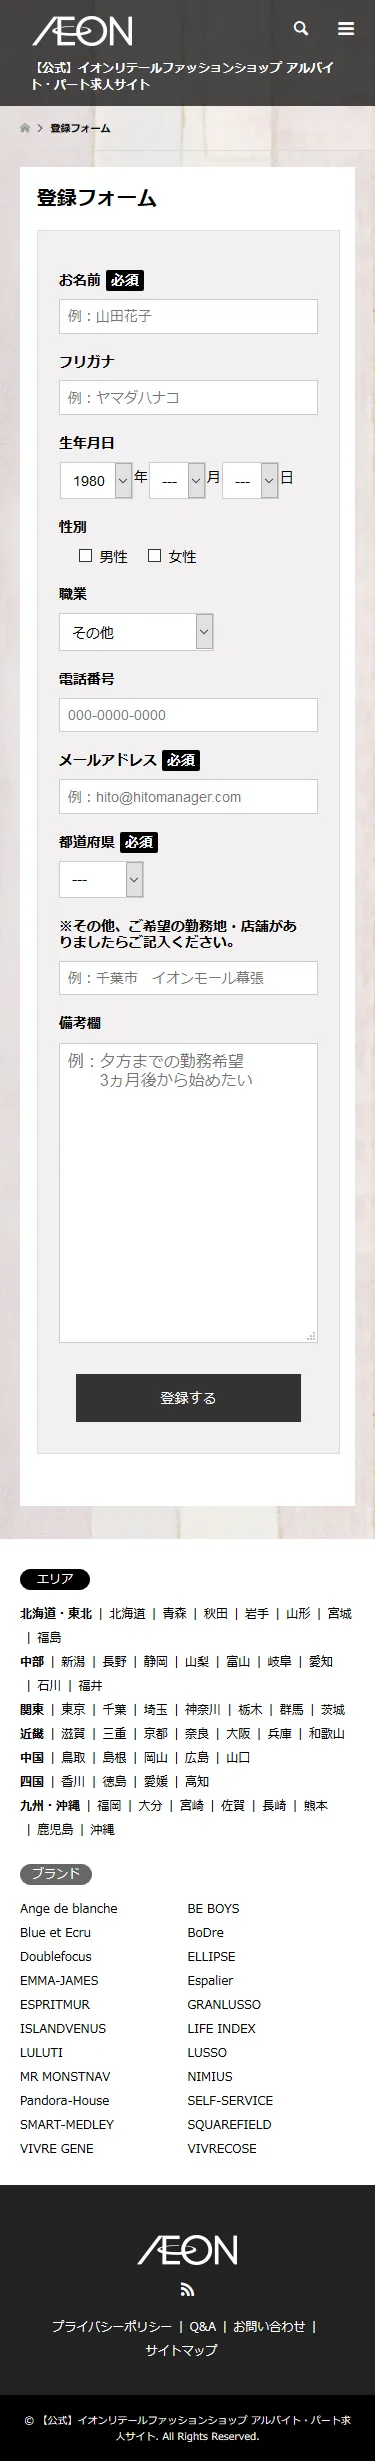 ÆON
【公式】イオンリテールファッションショップ アルバイ
ト・パート求人サイト
登録フォーム
登録フォーム
お名前 必須
例：山田花子
フリガナ
例：ヤマダハナコ
生年月日
1980 年 --- 月 --- 日
性別
男性 女性
職業
その他
電話番号
000-0000-0000
メールアドレス 必須
例：hito@hitomanager.com
都道府県 必須
---
※その他、ご希望の勤務地・店舗があ
りましたらご記入ください。
例：千葉市　イオンモール幕張
備考欄
例：夕方までの勤務希望
3ヵ月後から始めたい
登録する
エリア
北海道・東北 | 北海道 | 青森 | 秋田 | 岩手 | 山形 | 宮城
| 福島
中部 | 新潟 | 長野 | 静岡 | 山梨 | 富山 | 岐阜 | 愛知
| 石川 | 福井
関東 | 東京 | 千葉 | 埼玉 | 神奈川 | 栃木 | 群馬 | 茨城
近畿 | 滋賀 | 三重 | 京都 | 奈良 | 大阪 | 兵庫 | 和歌山
中国 | 鳥取 | 島根 | 岡山 | 広島 | 山口
四国 | 香川 | 徳島 | 愛媛 | 高知
九州・沖縄 | 福岡 | 大分 | 宮崎 | 佐賀 | 長崎 | 熊本
| 鹿児島 | 沖縄
ブランド
Ange de blanche BE BOYS
Blue et Ecru BoDre
Doublefocus ELLIPSE
EMMA-JAMES Espalier
ESPRITMUR GRANLUSSO
ISLANDVENUS LIFE INDEX
LULUTI LUSSO
MR MONSTNAV NIMIUS
Pandora-House SELF-SERVICE
SMART-MEDLEY SQUAREFIELD
VIVRE GENE VIVRECOSE
ÆON
プライバシーポリシー | Q&A | お問い合わせ |
サイトマップ
© 【公式】イオンリテールファッションショップ アルバイト・パート求
人サイト. All Rights Reserved.